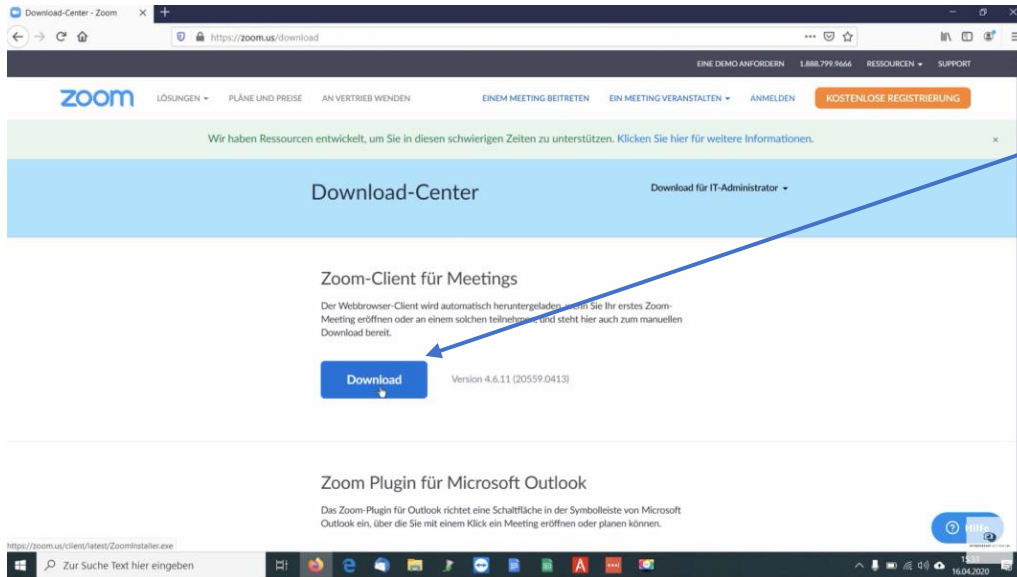 Download-Center - Zoom
https://zoom.us/download
EINE DEMO ANFORDERN 1.888.799.9666 RESSOURCEN SUPPORT
zoom LÖSUNGEN PLÄNE UND PREISE AN VERTRIEB WENDEN EINEM MEETING BEITRETEN EIN MEETING VERANSTALTEN ANMELDEN KOSTENLOSE REGISTRIERUNG
Wir haben Ressourcen entwickelt, um Sie in diesen schwierigen Zeiten zu unterstützen. Klicken Sie hier für weitere Informationen. ×
Download-Center Download für IT-Administrator
Zoom-Client für Meetings
Der Webbrowser-Client wird automatisch heruntergeladen, wenn Sie Ihr erstes Zoom-
Meeting eröffnen oder an einem solchen teilnehmen, und steht hier auch zum manuellen
Download bereit.
Download Version 4.6.11 (20559.0413)
Zoom Plugin für Microsoft Outlook
Das Zoom-Plugin für Outlook richtet eine Schaltfläche in der Symbolleiste von Microsoft
Outlook ein, über die Sie mit einem Klick ein Meeting eröffnen oder planen können.
Hilfe
https://zoom.us/client/latest/ZoomInstaller.exe
Zur Suche Text hier eingeben
16.04.2020